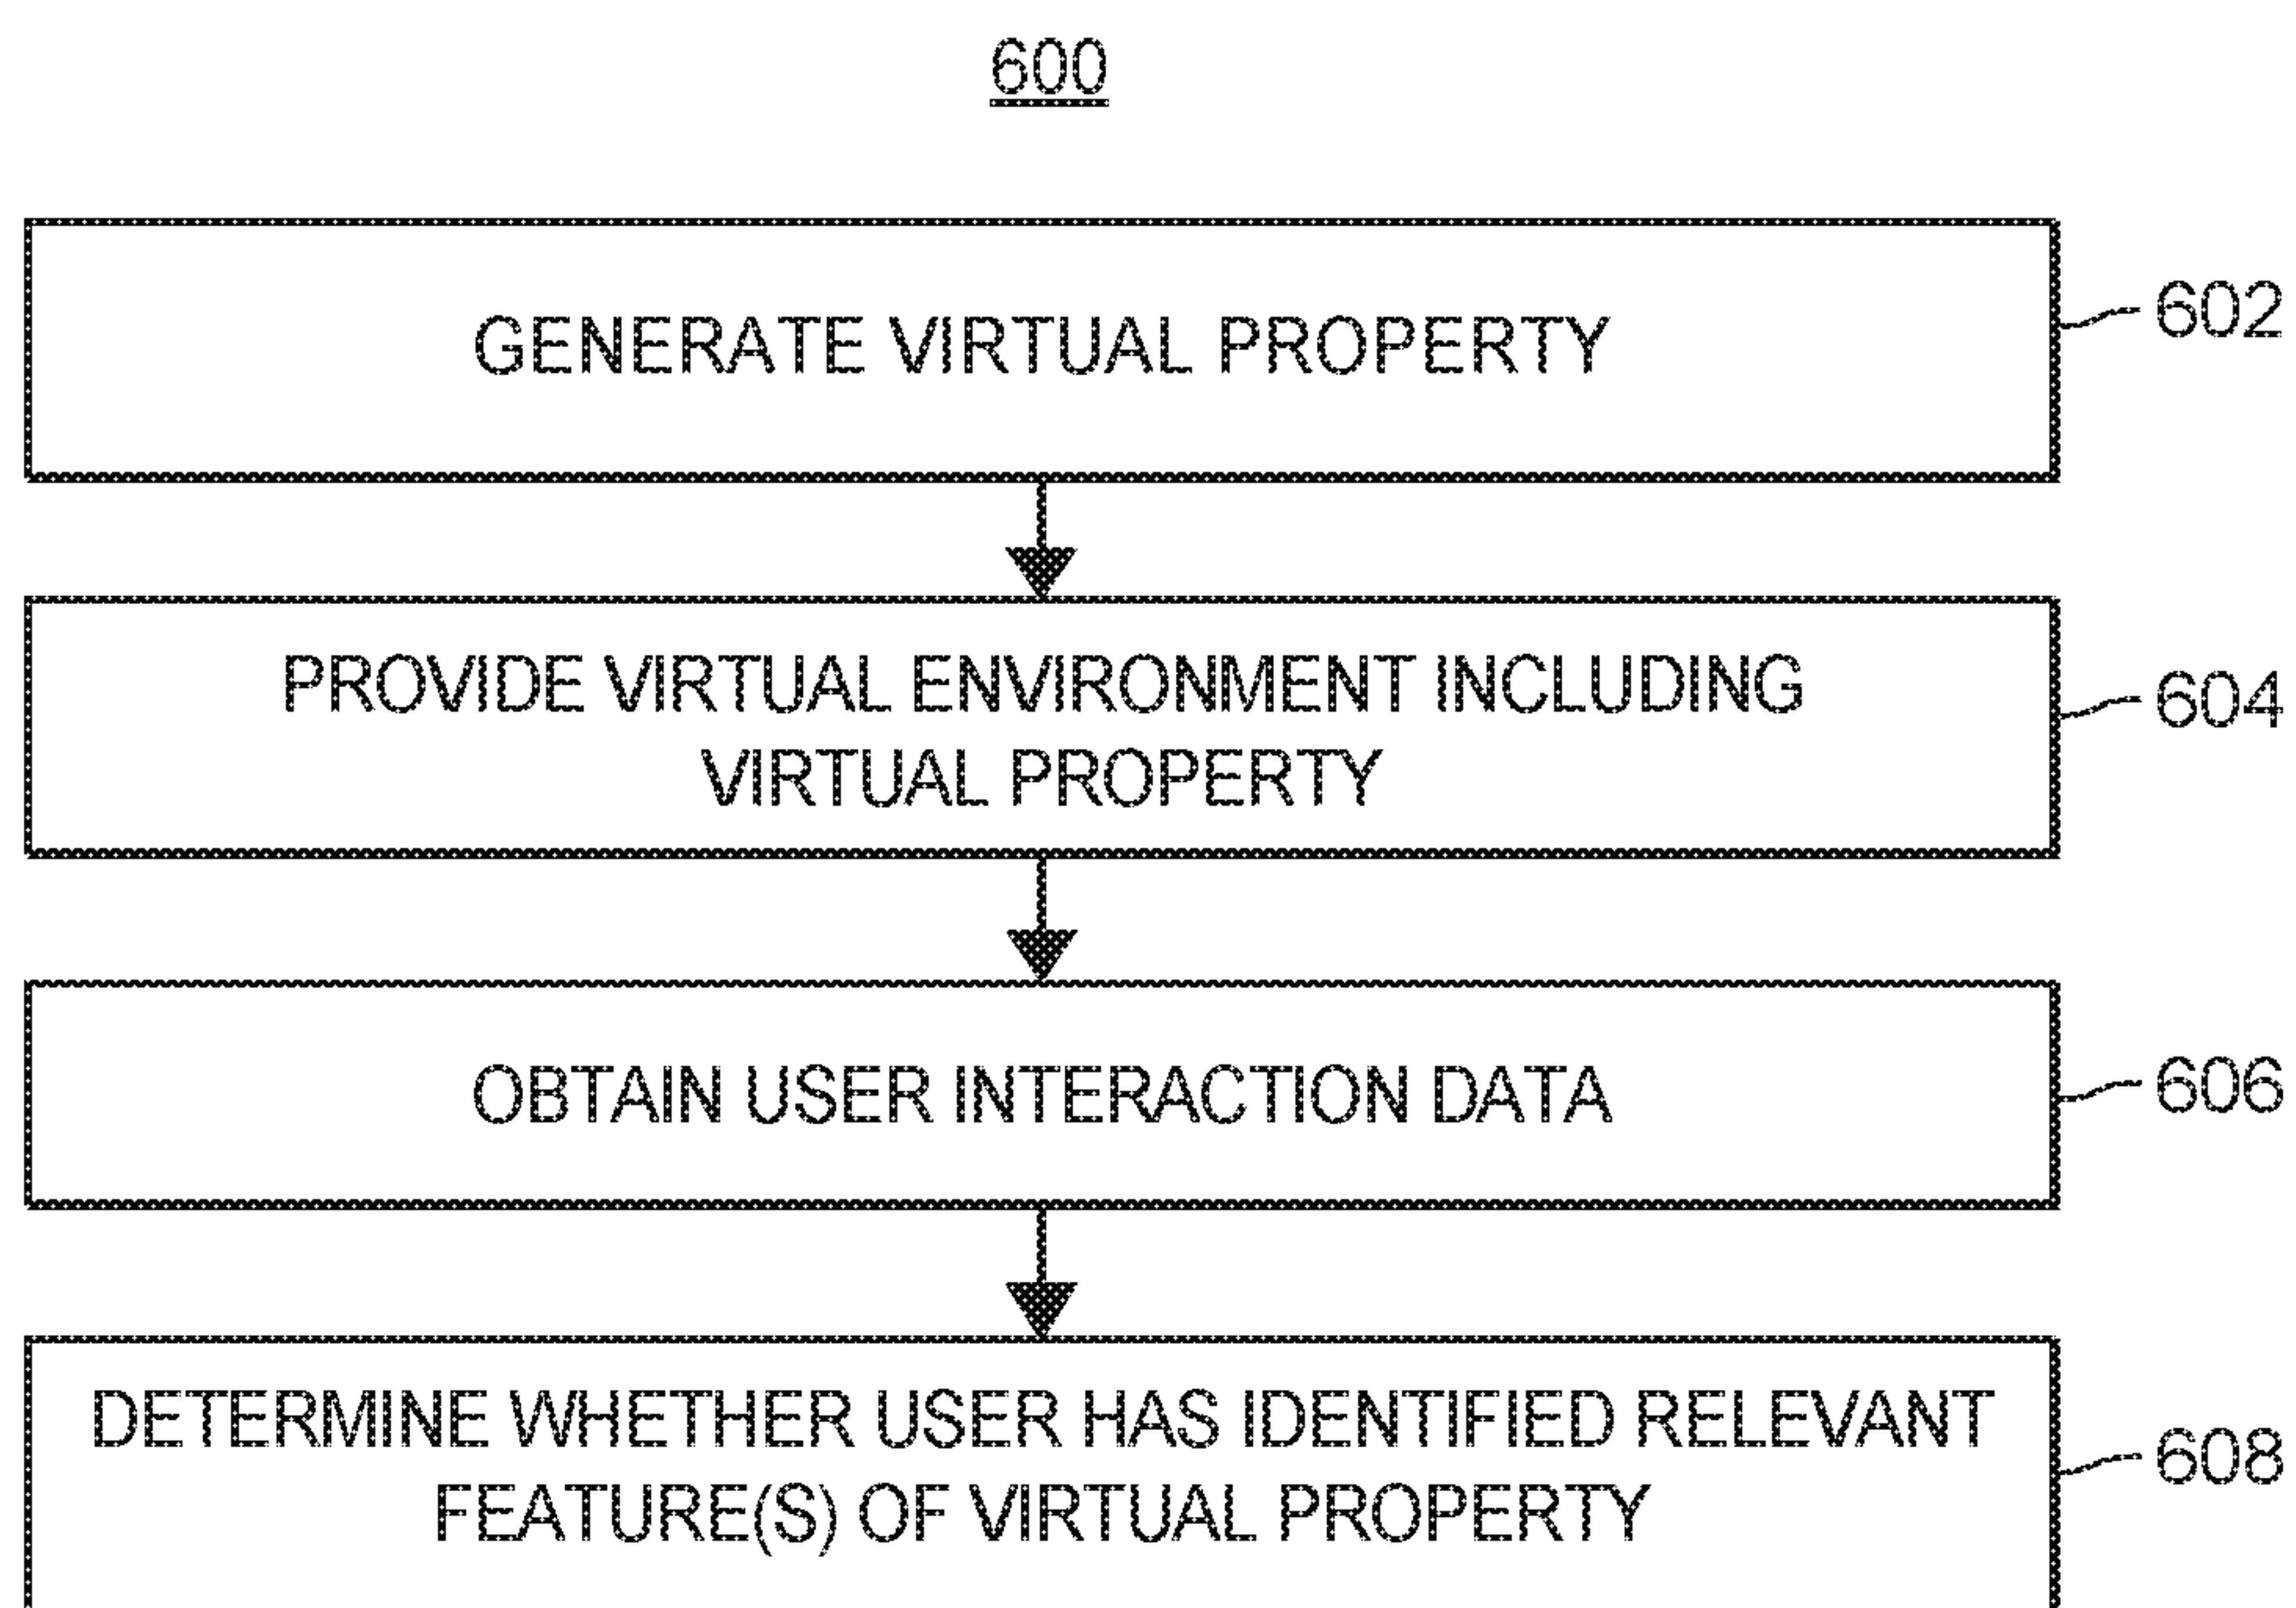 600
GENERATE VIRTUAL PROPERTY
602
PROVIDE VIRTUAL ENVIRONMENT INCLUDING
VIRTUAL PROPERTY
604
OBTAIN USER INTERACTION DATA
606
DETERMINE WHETHER USER HAS IDENTIFIED RELEVANT
FEATURE(S) OF VIRTUAL PROPERTY
608